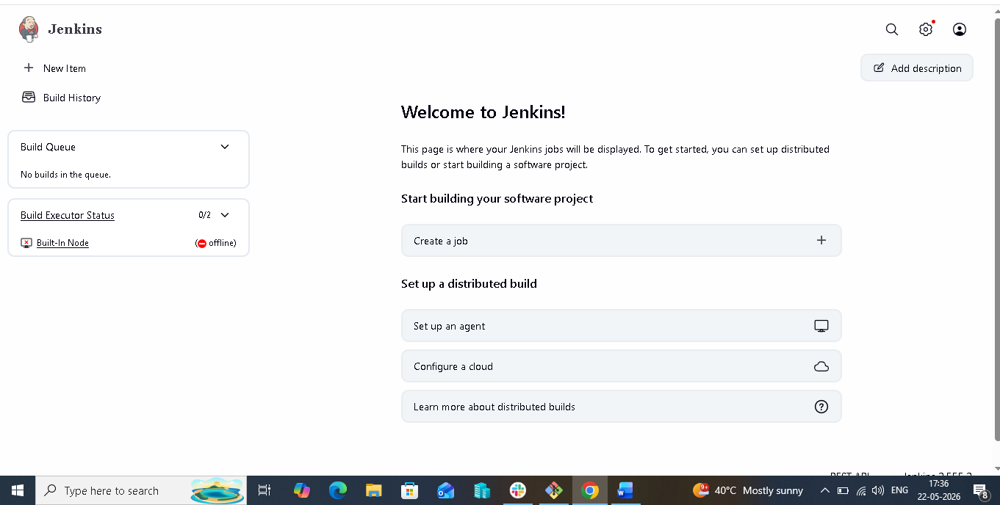 Jenkins
New Item
Add description
Build History
Welcome to Jenkins!
Build Queue
No builds in the queue.
This page is where your Jenkins jobs will be displayed. To get started, you can set up distributed
builds or start building a software project.
Start building your software project
Build Executor Status 0/2
Built-In Node (offline)
Create a job
Set up a distributed build
Set up an agent
Configure a cloud
Learn more about distributed builds
REST API
Type here to search
9+
40°C Mostly sunny
ENG
17:36
22-05-2026
8